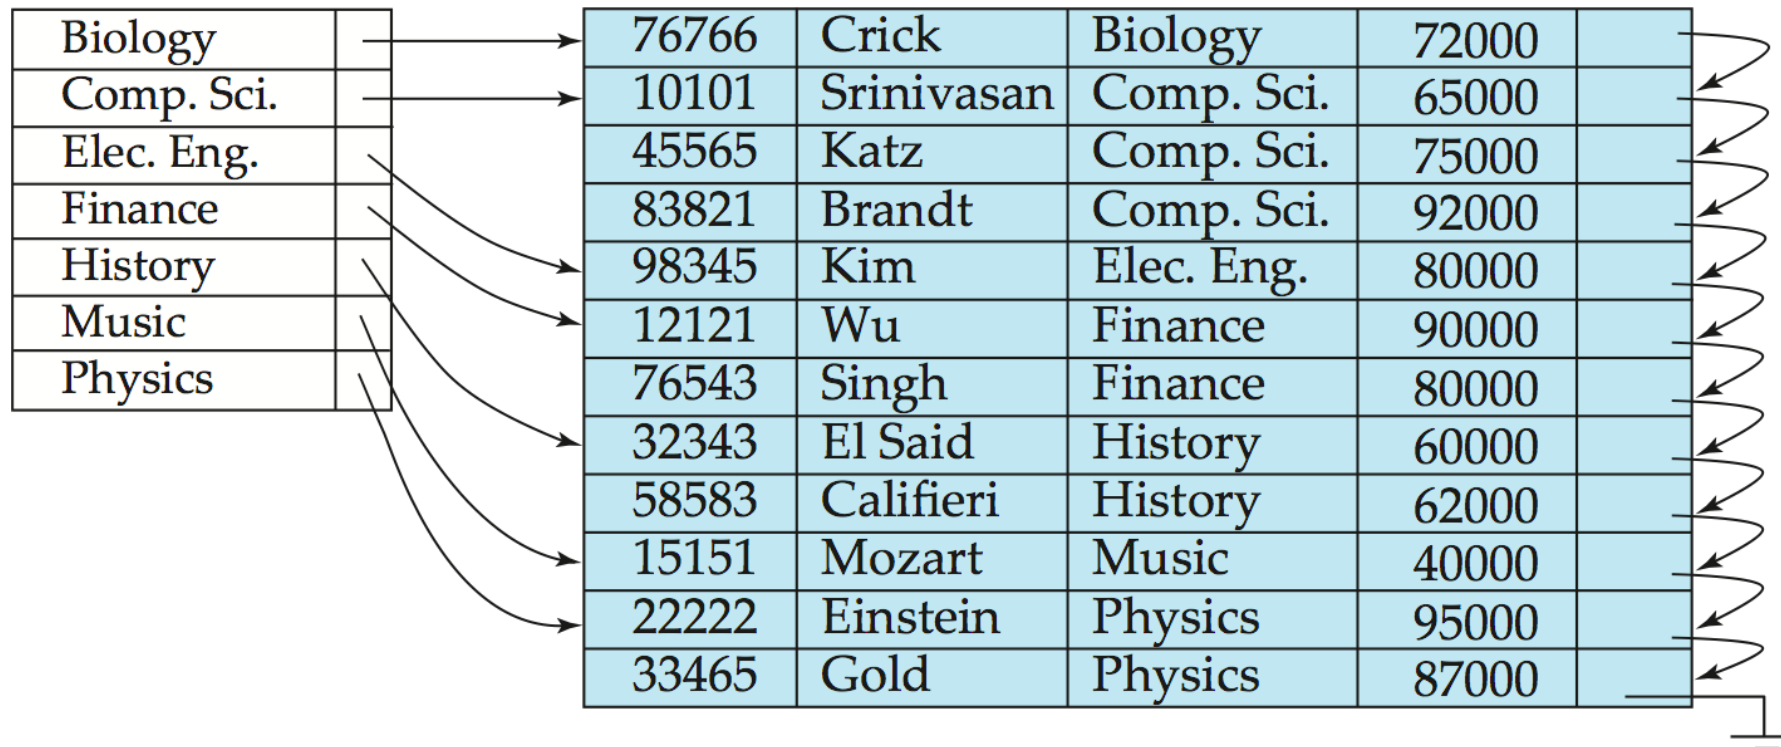 Biology
Comp. Sci.
Elec. Eng.
Finance
History
Music
Physics
76766 Crick Biology 72000
10101 Srinivasan Comp. Sci. 65000
45565 Katz Comp. Sci. 75000
83821 Brandt Comp. Sci. 92000
98345 Kim Elec. Eng. 80000
12121 Wu Finance 90000
76543 Singh Finance 80000
32343 El Said History 60000
58583 Califieri History 62000
15151 Mozart Music 40000
22222 Einstein Physics 95000
33465 Gold Physics 87000